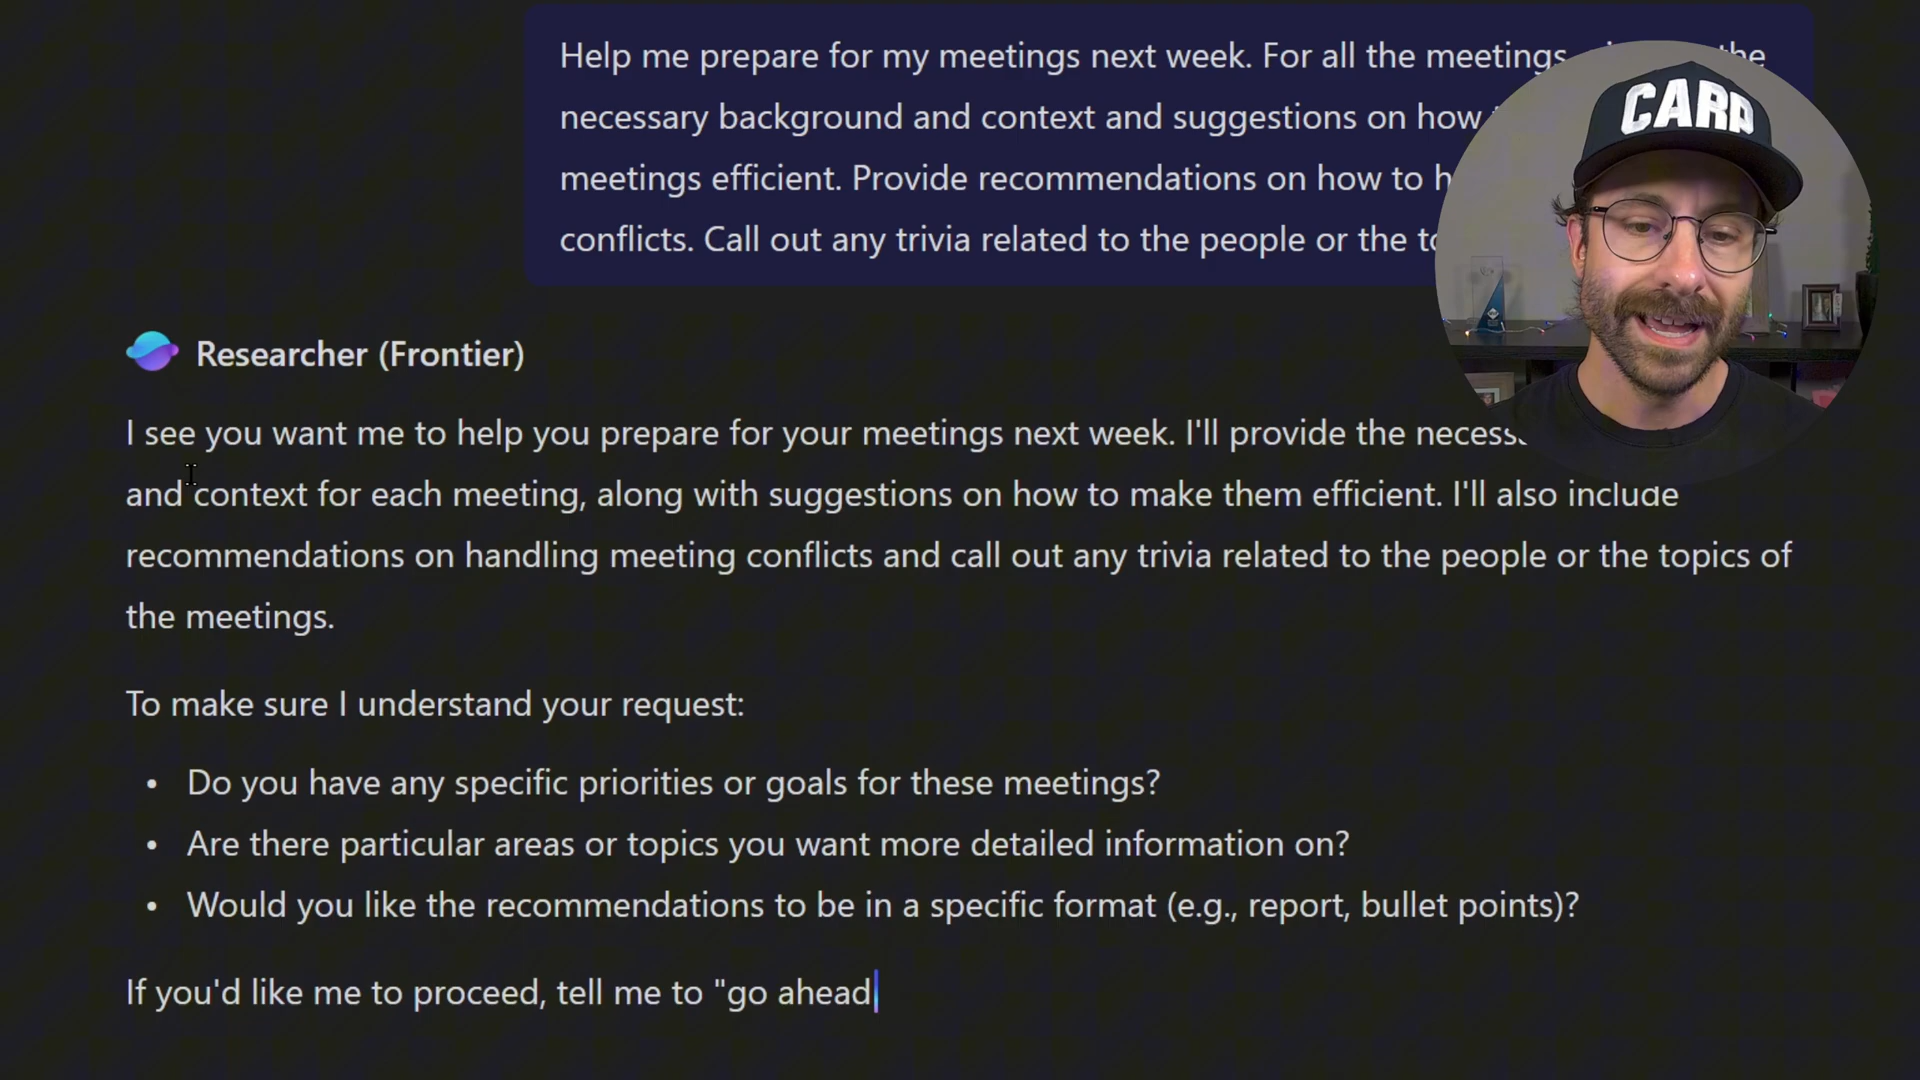 Help me prepare for my meetings next week. For all the meetings, the
necessary background and context and suggestions on how
meetings efficient. Provide recommendations on how to
conflicts. Call out any trivia related to the people or the
CARP
Researcher (Frontier)
I see you want me to help you prepare for your meetings next week. I'll provide the
and context for each meeting, along with suggestions on how to make them efficient. I'll also include
recommendations on handling meeting conflicts and call out any trivia related to the people or the topics of
the meetings.
To make sure I understand your request:
• Do you have any specific priorities or goals for these meetings?
• Are there particular areas or topics you want more detailed information on?
• Would you like the recommendations to be in a specific format (e.g., report, bullet points)?
If you'd like me to proceed, tell me to "go ahead